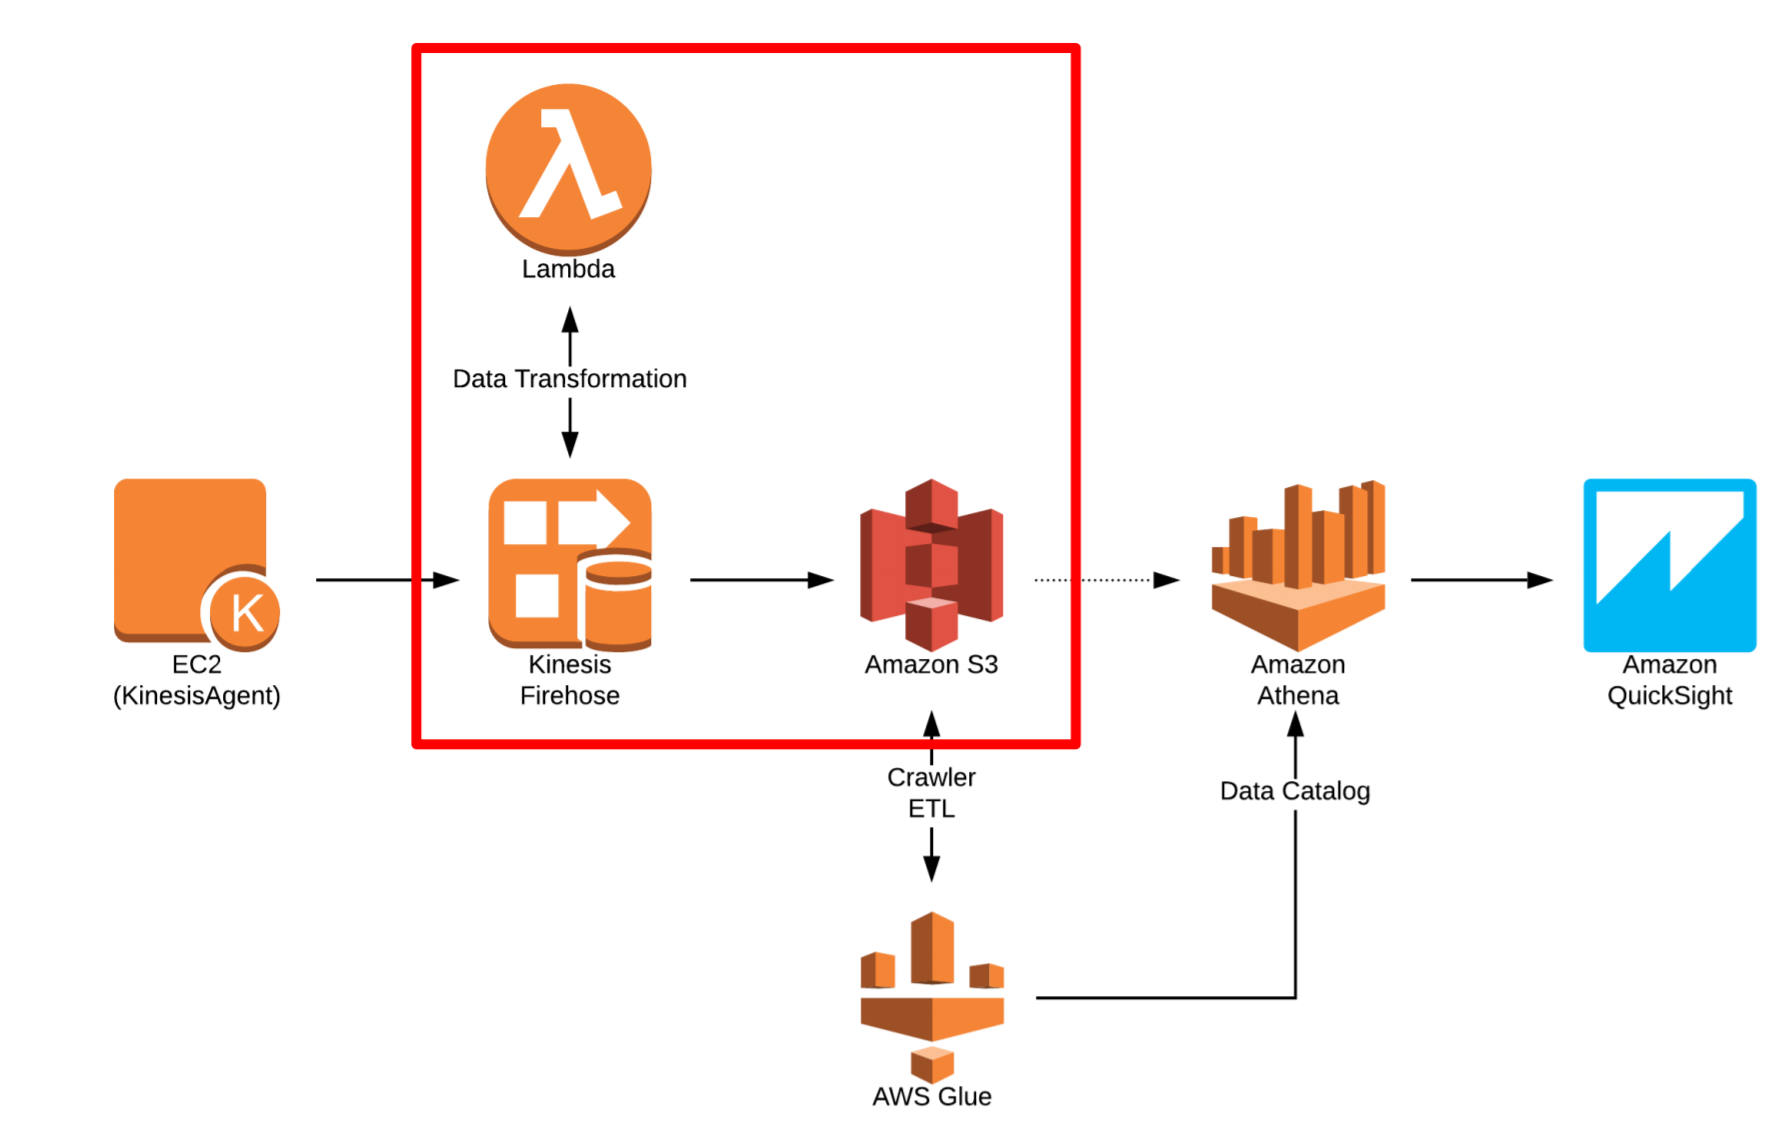 Lambda
Data Transformation
K
EC2
(KinesisAgent)
Kinesis
Firehose
Amazon S3
Amazon
Athena
Amazon
QuickSight
Crawler
ETL
Data Catalog
AWS Glue